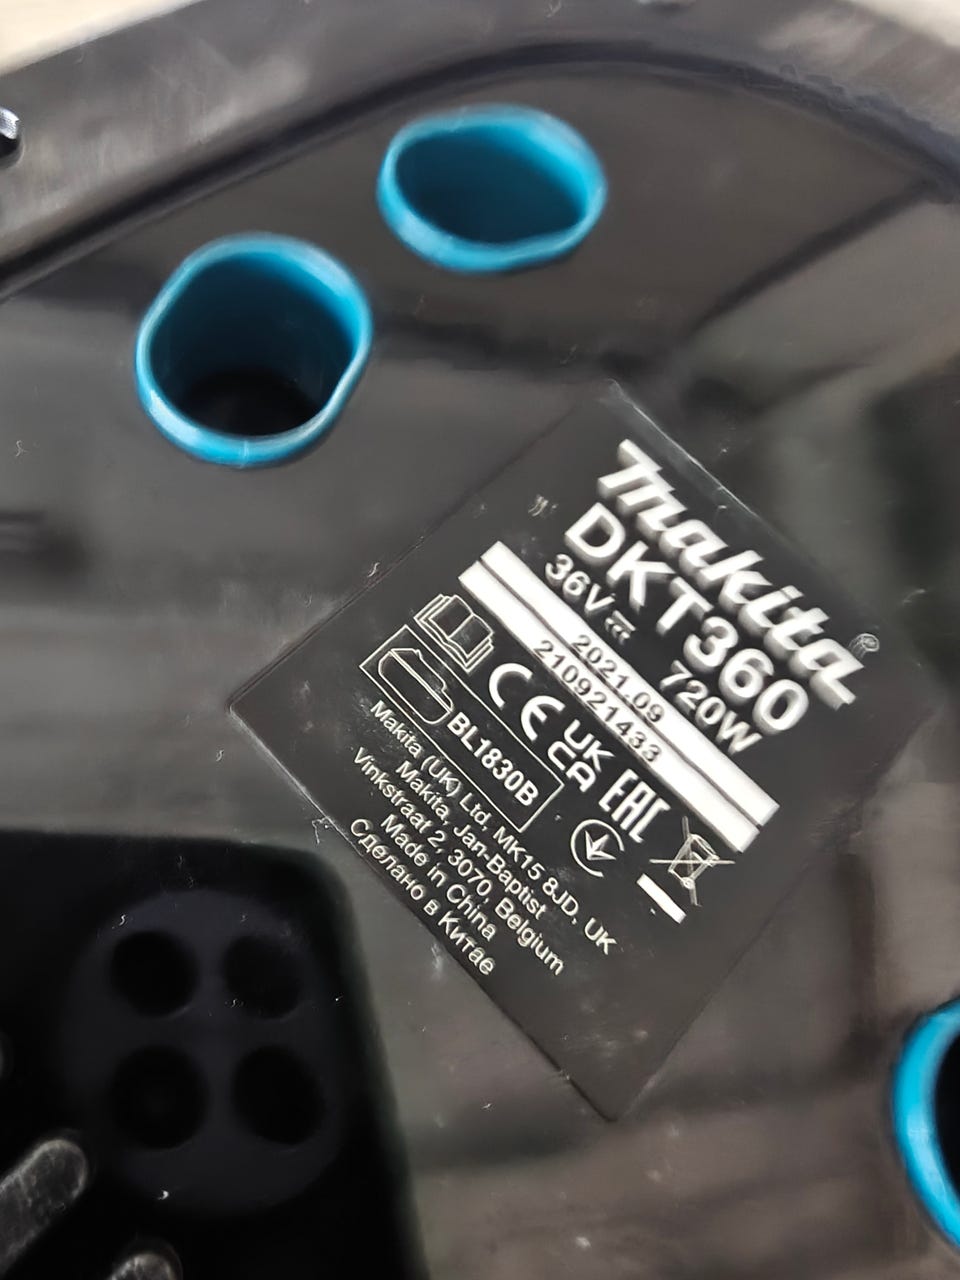 makita®
DKT360
36V 720W
2021.09
210921433
CE UK CA EAC
BL1830B
Makita (UK) Ltd, MK15 8JD, UK
Makita, Jan-Baptist
Vinkstraat 2, 3070, Belgium
Made in China
Сделано в Китае